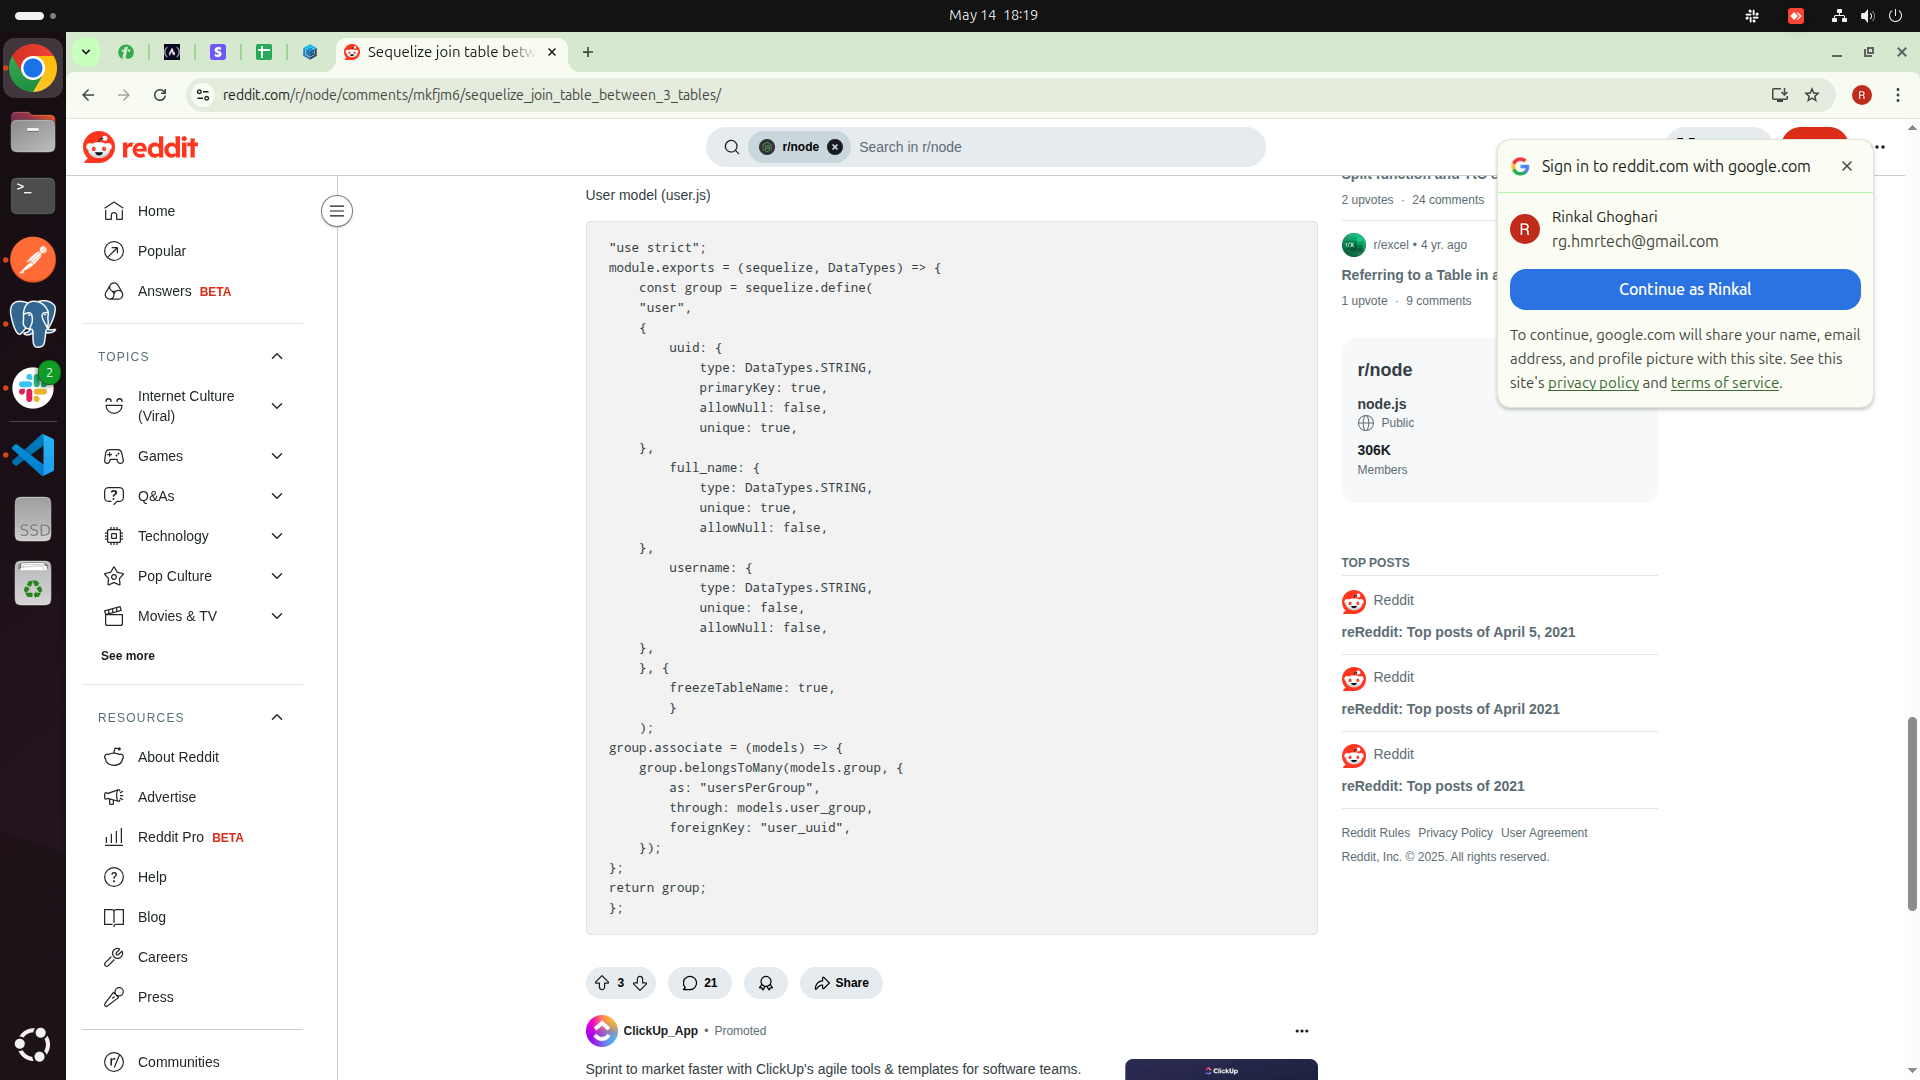 May 14 18:19
Sequelize join table betw
reddit.com/r/node/comments/mkfjm6/sequelize_join_table_between_3_tables/
R
reddit
r/node
Search in r/node
Home
Popular
Answers BETA
TOPICS
Internet Culture
(Viral)
Games
Q&As
Technology
Pop Culture
Movies & TV
See more
RESOURCES
About Reddit
Advertise
Reddit Pro BETA
Help
Blog
Careers
Press
Communities
2
SSD
User model (user.js)
"use strict";
module.exports = (sequelize, DataTypes) => {
const group = sequelize.define(
"user",
{
uuid: {
type: DataTypes.STRING,
primaryKey: true,
allowNull: false,
unique: true,
},
full_name: {
type: DataTypes.STRING,
unique: true,
allowNull: false,
},
username: {
type: DataTypes.STRING,
unique: false,
allowNull: false,
},
}, {
freezeTableName: true,
}
);
group.associate = (models) => {
group.belongsToMany(models.group, {
as: "usersPerGroup",
through: models.user_group,
foreignKey: "user_uuid",
});
};
return group;
};
3
21
Share
ClickUp_App • Promoted
Sprint to market faster with ClickUp's agile tools & templates for software teams.
ClickUp
2 upvotes · 24 comments
r/excel • 4 yr. ago
Referring to a Table in a
1 upvote · 9 comments
r/node
node.js
Public
306K
Members
TOP POSTS
Reddit
reReddit: Top posts of April 5, 2021
Reddit
reReddit: Top posts of April 2021
Reddit
reReddit: Top posts of 2021
Reddit Rules Privacy Policy User Agreement
Reddit, Inc. © 2025. All rights reserved.
Sign in to reddit.com with google.com
R
Rinkal Ghoghari
rg.hmrtech@gmail.com
Continue as Rinkal
To continue, google.com will share your name, email
address, and profile picture with this site. See this
site's privacy policy and terms of service.